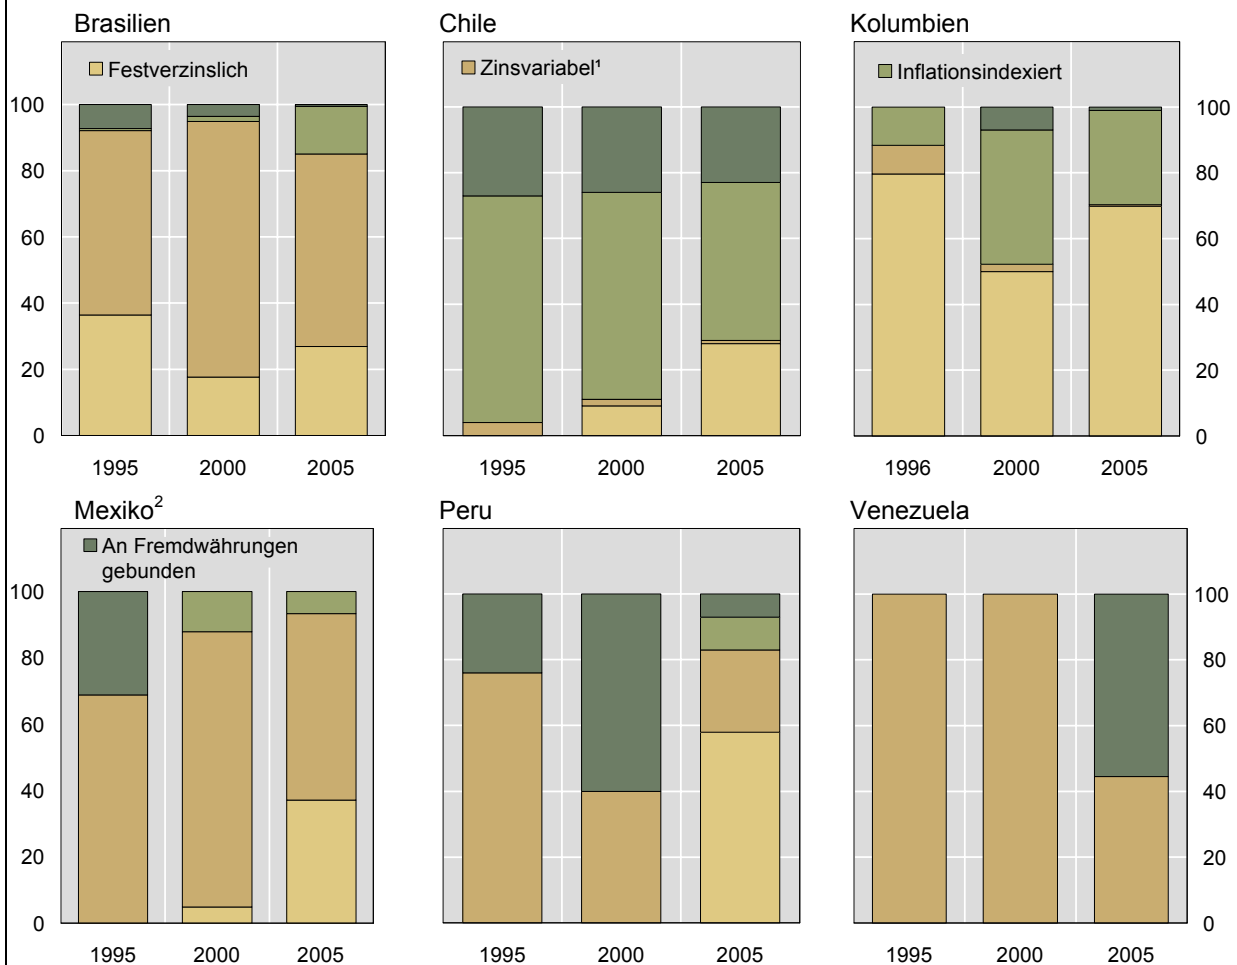 Brasilien
Chile
Kolumbien
Festverzinslich
Zinsvariabel¹
Inflationsindexiert
100
80
60
40
20
0
100
80
60
40
20
0
1995 2000 2005
1995 2000 2005
1996 2000 2005
Mexiko²
Peru
Venezuela
An Fremdwährungen
gebunden
100
80
60
40
20
0
100
80
60
40
20
0
1995 2000 2005
1995 2000 2005
1995 2000 2005